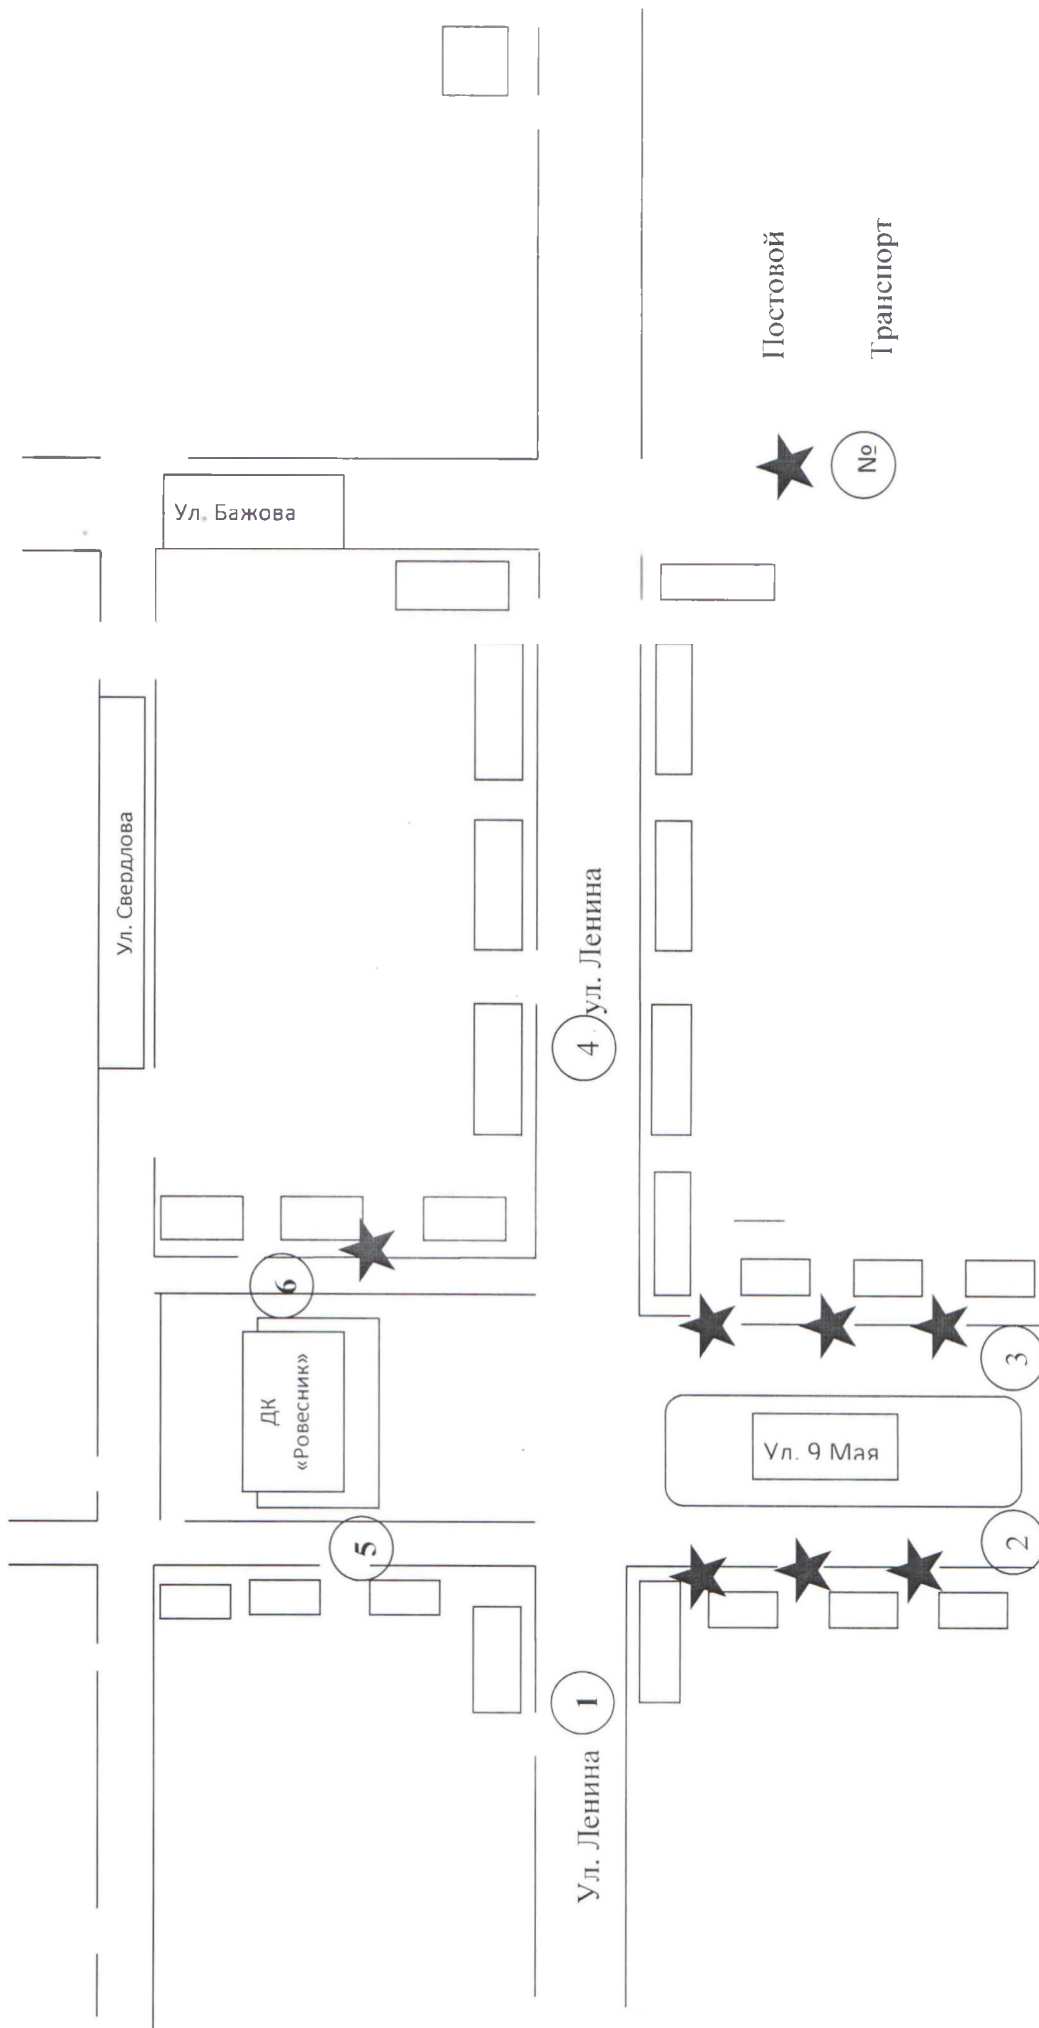 Ул. Свердлова
Ул. Бажова
ДК
«Ровесник»
6
5
4
ул. Ленина
1
Ул. Ленина
Ул. 9 Мая
3
2
Постовой
№
Транспорт